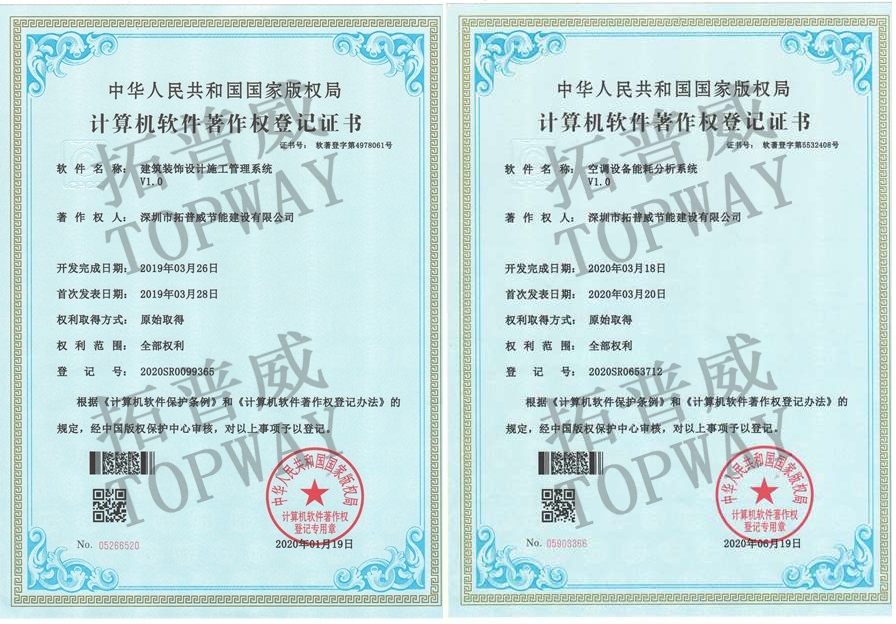 中华人民共和国国家版权局
计算机软件著作权登记证书
证书号： 软著登字第4978061号
软件名称： 建筑装饰设计施工管理系统
V1.0
著作权人： 深圳市拓普威节能建设有限公司
开发完成日期： 2019年03月26日
首次发表日期： 2019年03月28日
权利取得方式： 原始取得
权利范围： 全部权利
登记号： 2020SR0099365
根据《计算机软件保护条例》和《计算机软件著作权登记办法》的
规定，经中国版权保护中心审核，对以上事项予以登记。
No. 05266520
中华人民共和国国家版权局
计算机软件著作权
登记专用章
2020年01月19日
拓普威
TOPWAY
拓普威
TOPWAY
中华人民共和国国家版权局
计算机软件著作权登记证书
证书号： 软著登字第5532408号
软件名称： 空调设备能耗分析系统
V1.0
著作权人： 深圳市拓普威节能建设有限公司
开发完成日期： 2020年03月18日
首次发表日期： 2020年03月20日
权利取得方式： 原始取得
权利范围： 全部权利
登记号： 2020SR0653712
根据《计算机软件保护条例》和《计算机软件著作权登记办法》的
规定，经中国版权保护中心审核，对以上事项予以登记。
No. 05903366
中华人民共和国国家版权局
计算机软件著作权
登记专用章
2020年06月19日
拓普威
TOPWAY
拓普威
TOPWAY